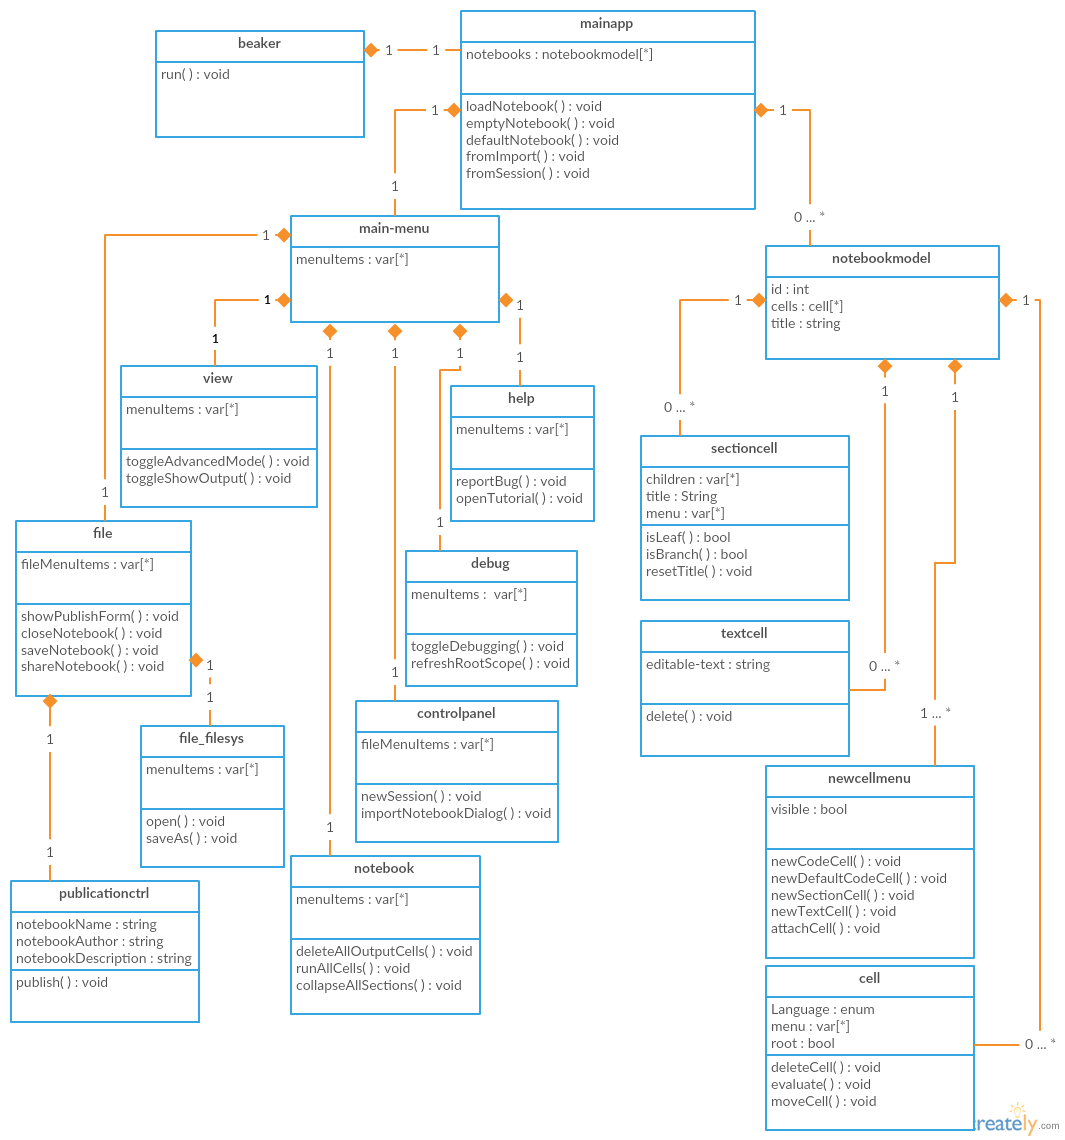 beaker
run( ) : void
1
1
mainapp
notebooks : notebookmodel[*]
loadNotebook( ) : void
emptyNotebook( ) : void
defaultNotebook( ) : void
fromImport( ) : void
fromSession( ) : void
1
1
1
0 ... *
main-menu
menuItems : var[*]
1
1
1
1
1
1
1
1
notebookmodel
id : int
cells : cell[*]
title : string
1
1
1
1
view
menuItems : var[*]
toggleAdvancedMode( ) : void
toggleShowOutput( ) : void
help
menuItems : var[*]
reportBug( ) : void
openTutorial( ) : void
0 ... *
sectioncell
children : var[*]
title : String
menu : var[*]
isLeaf( ) : bool
isBranch( ) : bool
resetTitle( ) : void
1
file
fileMenuItems : var[*]
showPublishForm( ) : void
closeNotebook( ) : void
saveNotebook( ) : void
shareNotebook( ) : void
1
debug
menuItems :  var[*]
toggleDebugging( ) : void
refreshRootScope( ) : void
textcell
editable-text : string
delete( ) : void
0 ... *
1
1
1
1
file_filesys
menuItems : var[*]
open( ) : void
saveAs( ) : void
controlpanel
fileMenuItems : var[*]
newSession( ) : void
importNotebookDialog( ) : void
1 ... *
newcellmenu
visible : bool
newCodeCell( ) : void
newDefaultCodeCell( ) : void
newSectionCell( ) : void
newTextCell( ) : void
attachCell( ) : void
1
1
publicationctrl
notebookName : string
notebookAuthor : string
notebookDescription : string
publish( ) : void
notebook
menuItems : var[*]
deleteAllOutputCells( ) : void
runAllCells( ) : void
collapseAllSections( ) : void
cell
Language : enum
menu : var[*]
root : bool
deleteCell( ) : void
evaluate( ) : void
moveCell( ) : void
0 ... *
reately.com